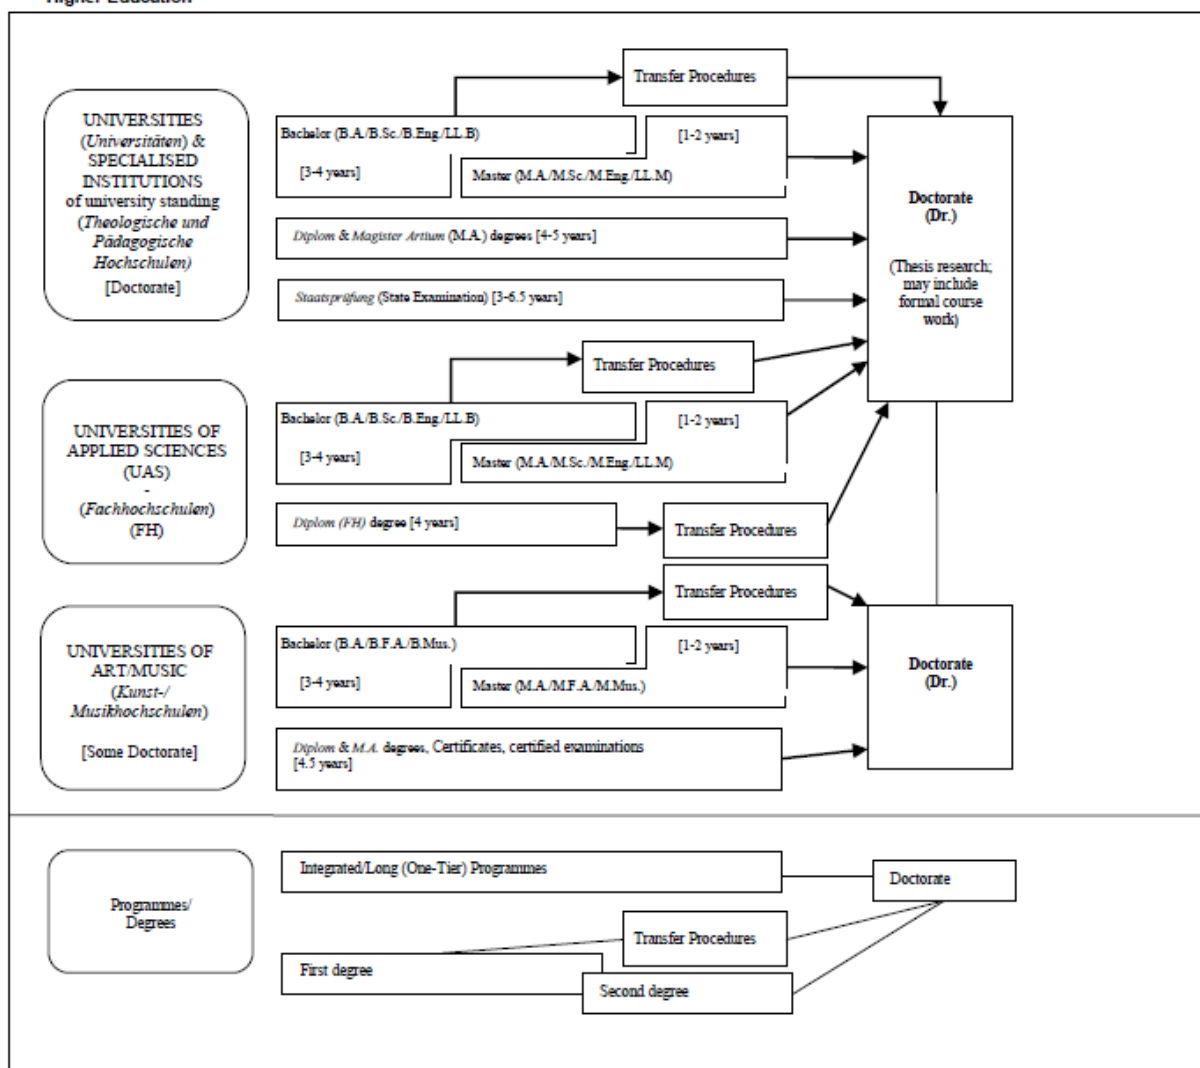 Higher Education
Transfer Procedures
UNIVERSITIES
(Universitäten) &
SPECIALISED
INSTITUTIONS
of university standing
(Theologische und
Pädagogische
Hochschulen)
[Doctorate]
Bachelor (B.A./B.Sc./B.Eng./LL.B)
[3-4 years]
[1-2 years]
Master (M.A./M.Sc./M.Eng./LL.M)
Diplom & Magister Artium (M.A.) degrees [4-5 years]
Staatsprüfung (State Examination) [3-6.5 years]
Doctorate
(Dr.)
(Thesis research;
may include
formal course
work)
Transfer Procedures
UNIVERSITIES OF
APPLIED SCIENCES
(UAS)
-
(Fachhochschulen)
(FH)
Bachelor (B.A./B.Sc./B.Eng./LL.B)
[3-4 years]
[1-2 years]
Master (M.A./M.Sc./M.Eng./LL.M)
Diplom (FH) degree [4 years]
Transfer Procedures
Transfer Procedures
UNIVERSITIES OF
ART/MUSIC
(Kunst-/
Musikhochschulen)
[Some Doctorate]
Bachelor (B.A./B.F.A./B.Mus.)
[3-4 years]
[1-2 years]
Master (M.A./M.F.A./M.Mus.)
Diplom & M.A. degrees, Certificates, certified examinations
[4.5 years]
Doctorate
(Dr.)
Programmes/
Degrees
Integrated/Long (One-Tier) Programmes
Doctorate
Transfer Procedures
First degree
Second degree